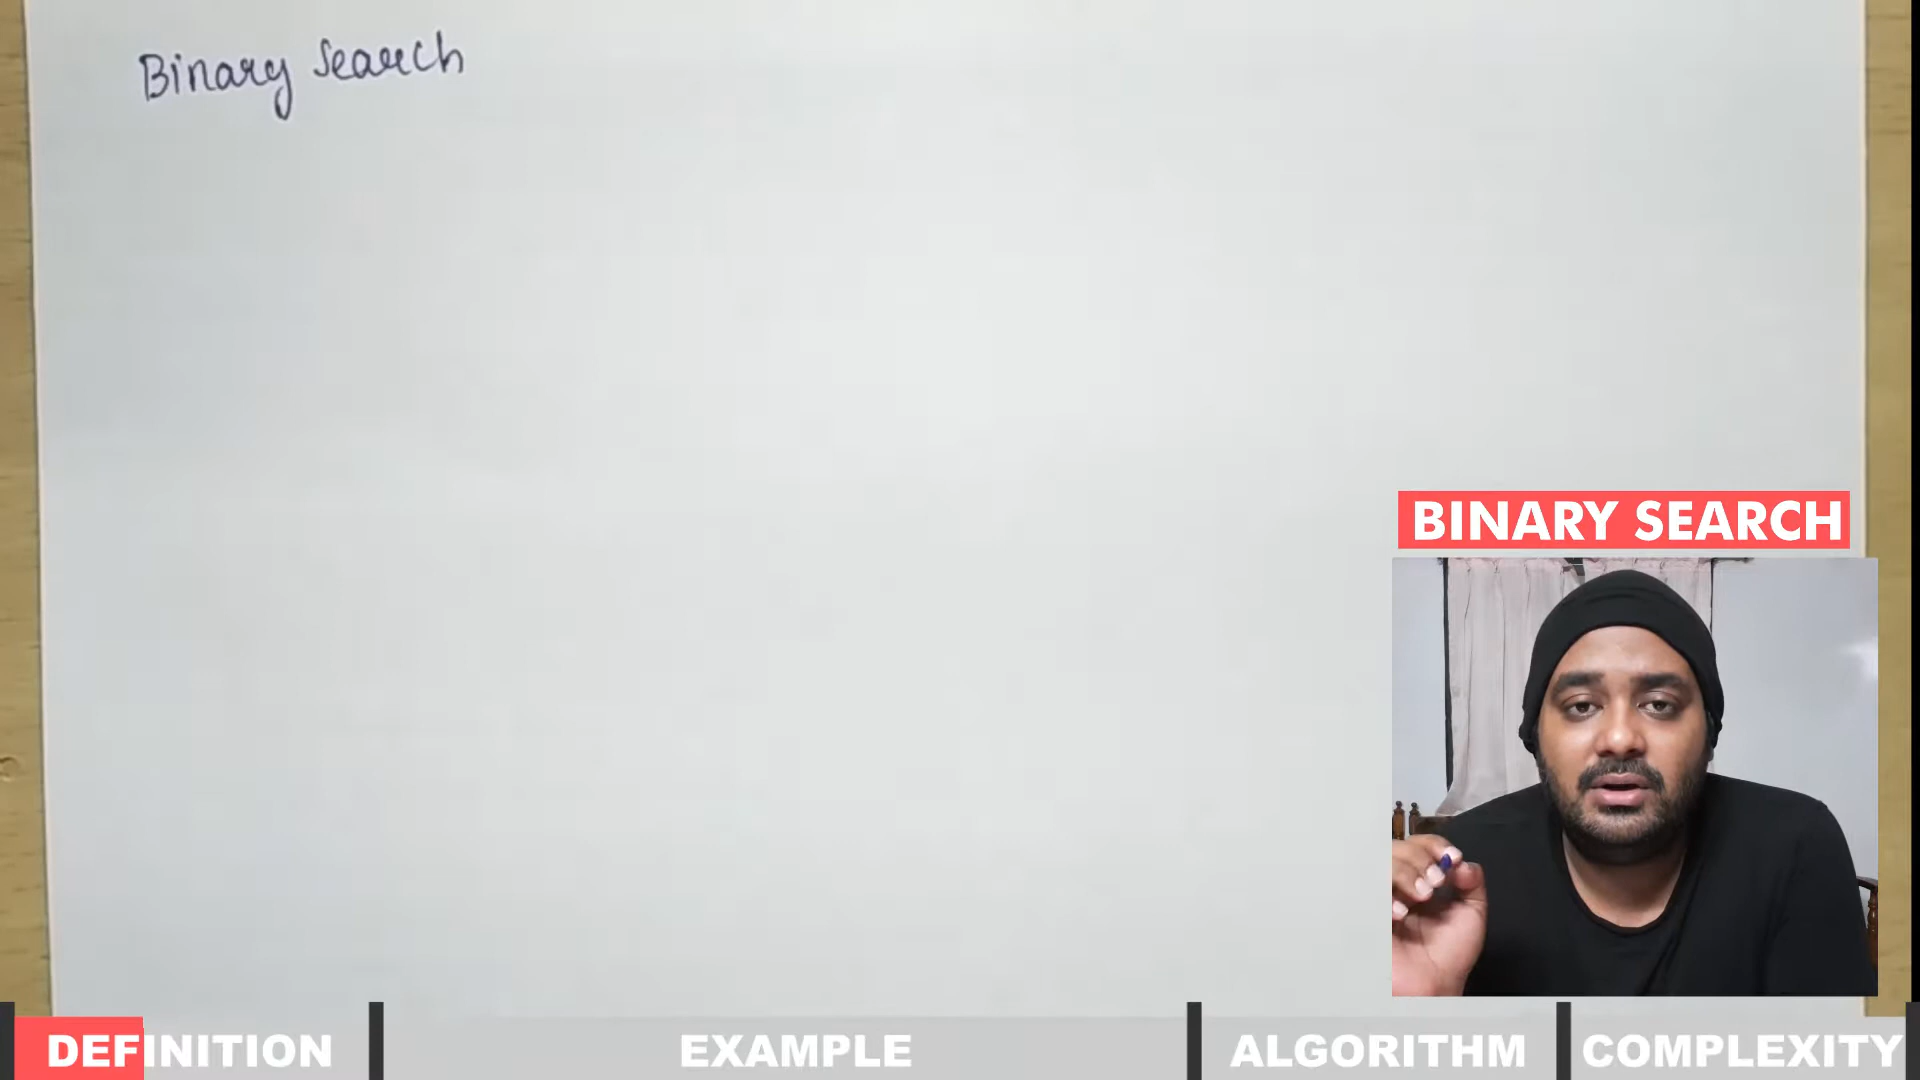 Binary Search
BINARY SEARCH
DEFINITION
EXAMPLE
ALGORITHM
COMPLEXITY